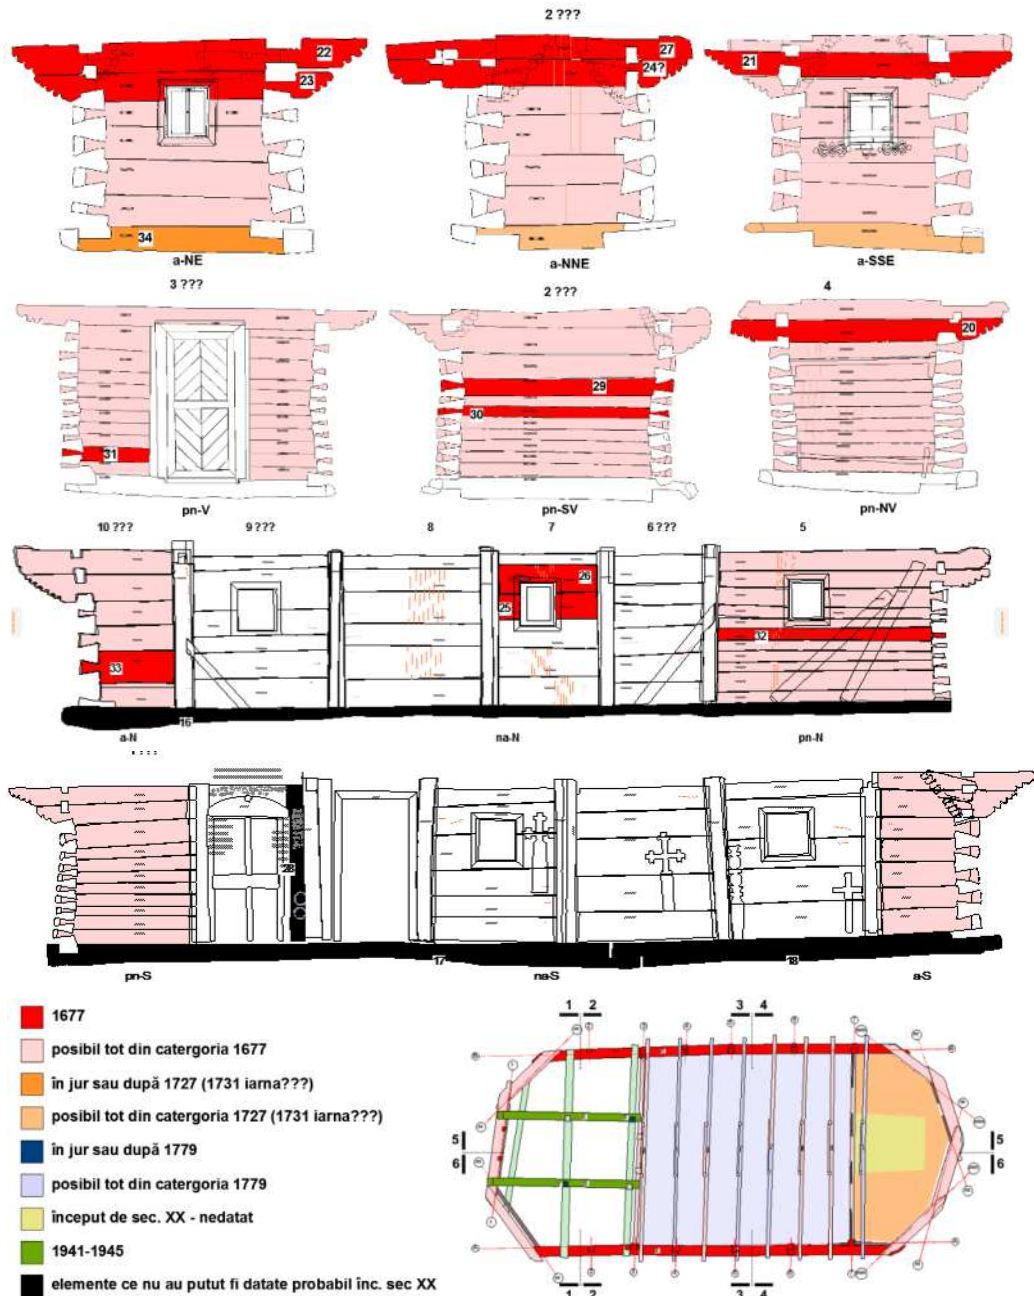 2 ???
22
23
27
24?
21
34
a-NE
a-NNE
a-SSE
3 ???
2 ???
4
20
29
30
31
pn-V
pn-SV
pn-NV
10 ???
9 ???
8
7
6 ???
5
26
25
32
33
16
a-N
na-N
pn-N
28
17
18
pn-S
na-S
a-S
1677
posibil tot din catergoria 1677
în jur sau după 1727 (1731 iarna???)
posibil tot din catergoria 1727 (1731 iarna???)
în jur sau după 1779
posibil tot din catergoria 1779
început de sec. XX - nedatat
1941-1945
elemente ce nu au putut fi datate probabil înc. sec XX
1 2
3 4
5
6
5
6
1 2
3 4